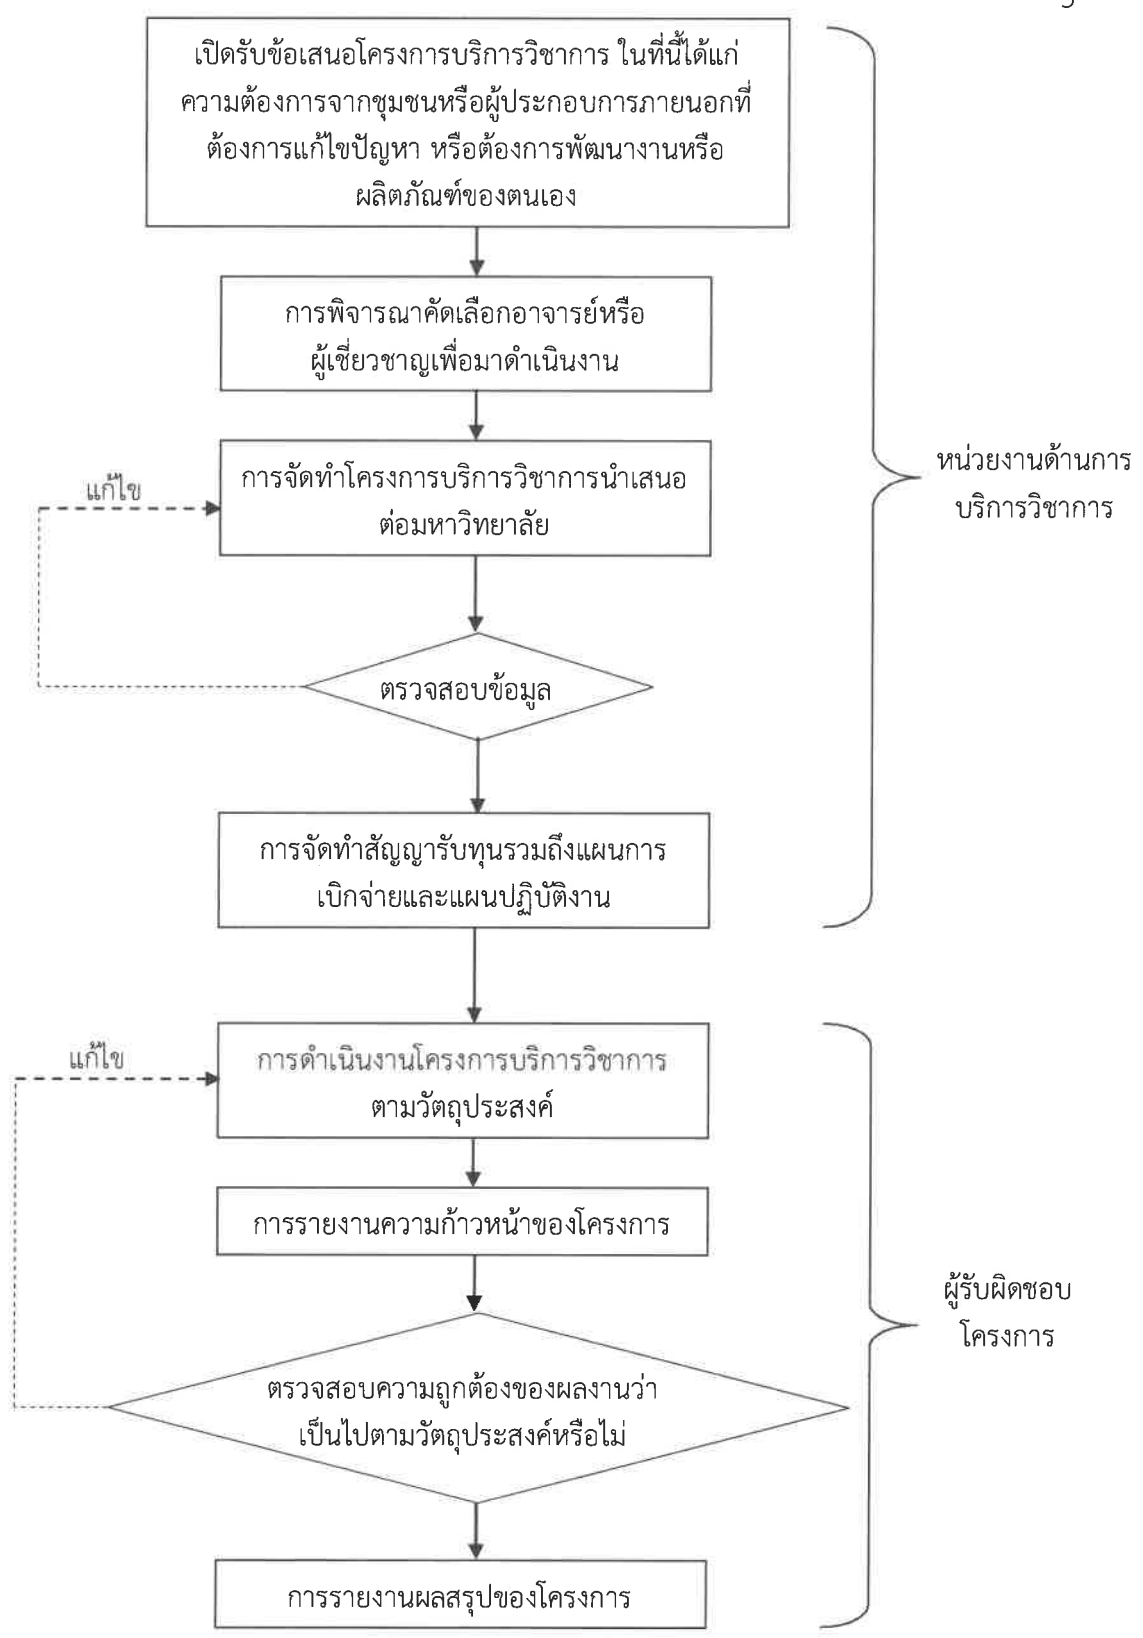 เปิดรับข้อเสนอโครงการบริการวิชาการ ในที่นี้ได้แก่
ความต้องการจากชุมชนหรือผู้ประกอบการภายนอกที่
ต้องการแก้ไขปัญหา หรือต้องการพัฒนางานหรือ
ผลิตภัณฑ์ของตนเอง
การพิจารณาคัดเลือกอาจารย์หรือ
ผู้เชี่ยวชาญเพื่อมาดำเนินงาน
แก้ไข
การจัดทำโครงการบริการวิชาการนำเสนอ
ต่อมหาวิทยาลัย
หน่วยงานด้านการ
บริการวิชาการ
ตรวจสอบข้อมูล
การจัดทำสัญญารับทุนรวมถึงแผนการ
เบิกจ่ายและแผนปฏิบัติงาน
แก้ไข
การดำเนินงานโครงการบริการวิชาการ
ตามวัตถุประสงค์
การรายงานความก้าวหน้าของโครงการ
ผู้รับผิดชอบ
โครงการ
ตรวจสอบความถูกต้องของผลงานว่า
เป็นไปตามวัตถุประสงค์หรือไม่
การรายงานผลสรุปของโครงการ